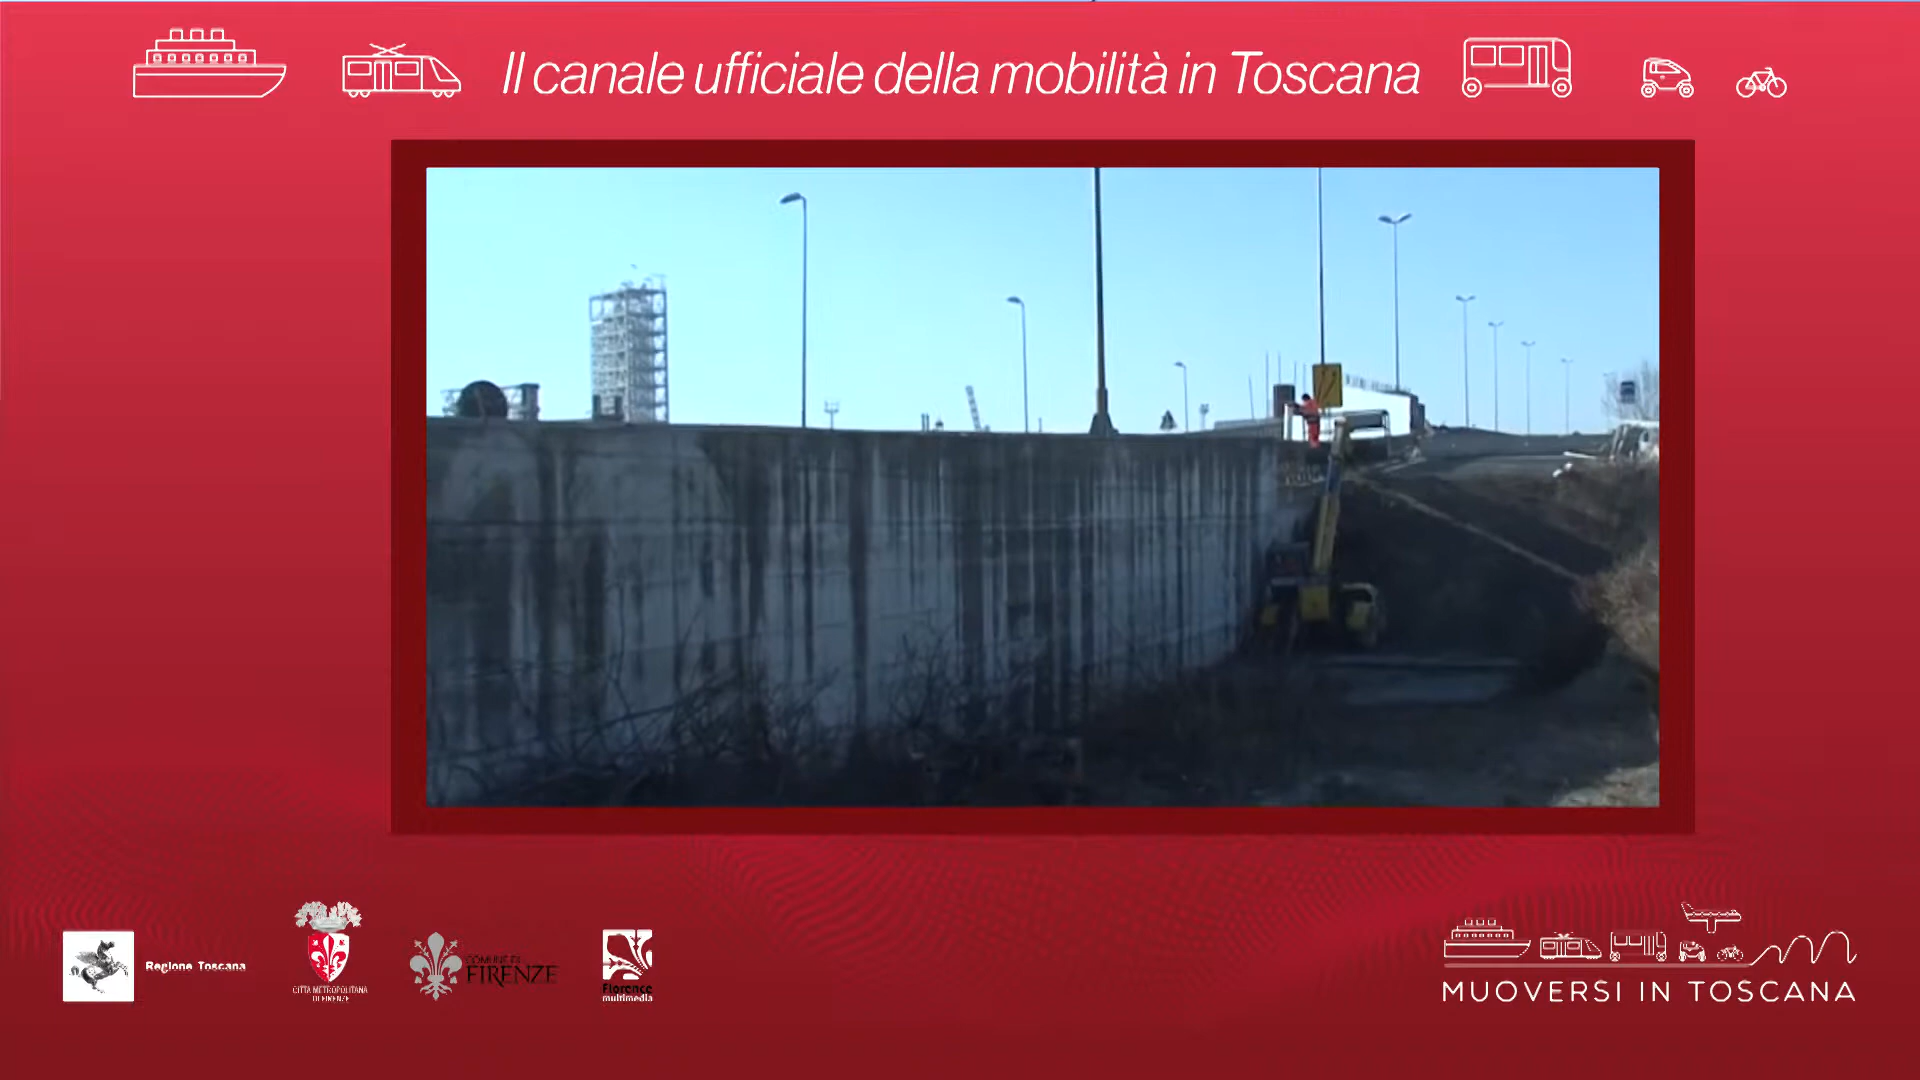 Il canale ufficiale della mobilità in Toscana
Regione Toscana
CITTÀ METROPOLITANA
DI FIRENZE
COMUNE DI
FIRENZE
Florence
multimedia
MUOVERSI IN TOSCANA